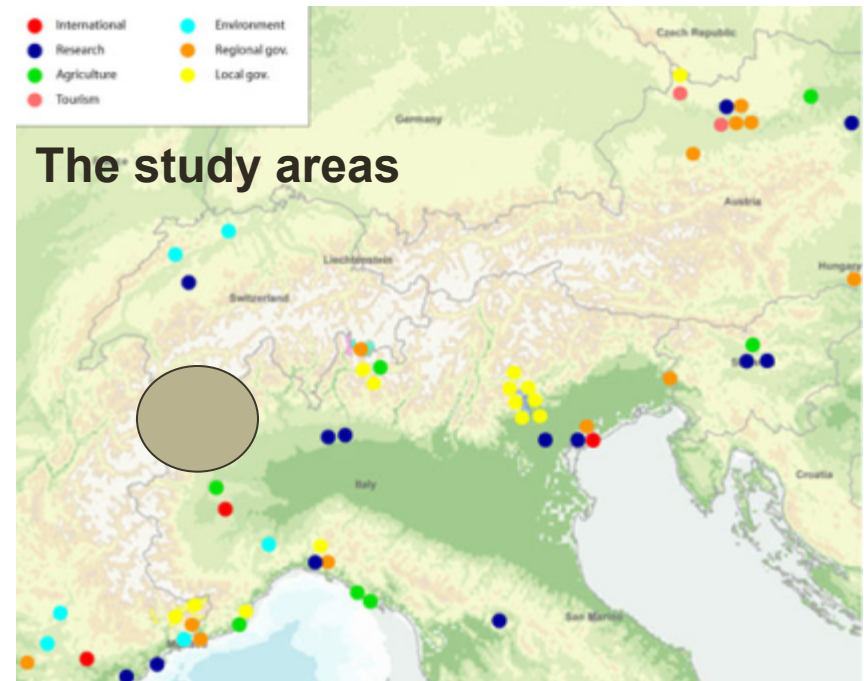 International
Environment
Research
Regional gov.
Agriculture
Local gov.
Tourism
Czech Republic
Germany
The study areas
Austria
Liechtenstein
Hungary
Switzerland
Italy
Croatia
San Marino